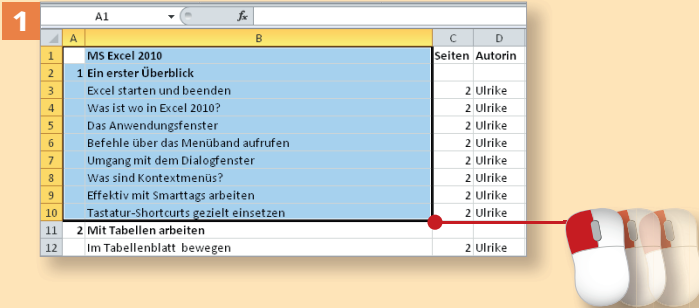 1
A1 fx
A B C D
1 MS Excel 2010 Seiten Autorin
2 1 Ein erster Überblick
3 Excel starten und beenden 2 Ulrike
4 Was ist wo in Excel 2010? 2 Ulrike
5 Das Anwendungsfenster 2 Ulrike
6 Befehle über das Menüband aufrufen 2 Ulrike
7 Umgang mit dem Dialogfenster 2 Ulrike
8 Was sind Kontextmenüs? 2 Ulrike
9 Effektiv mit Smarttags arbeiten 2 Ulrike
10 Tastatur-Shortcurts gezielt einsetzen 2 Ulrike
11 2 Mit Tabellen arbeiten
12 Im Tabellenblatt bewegen 2 Ulrike